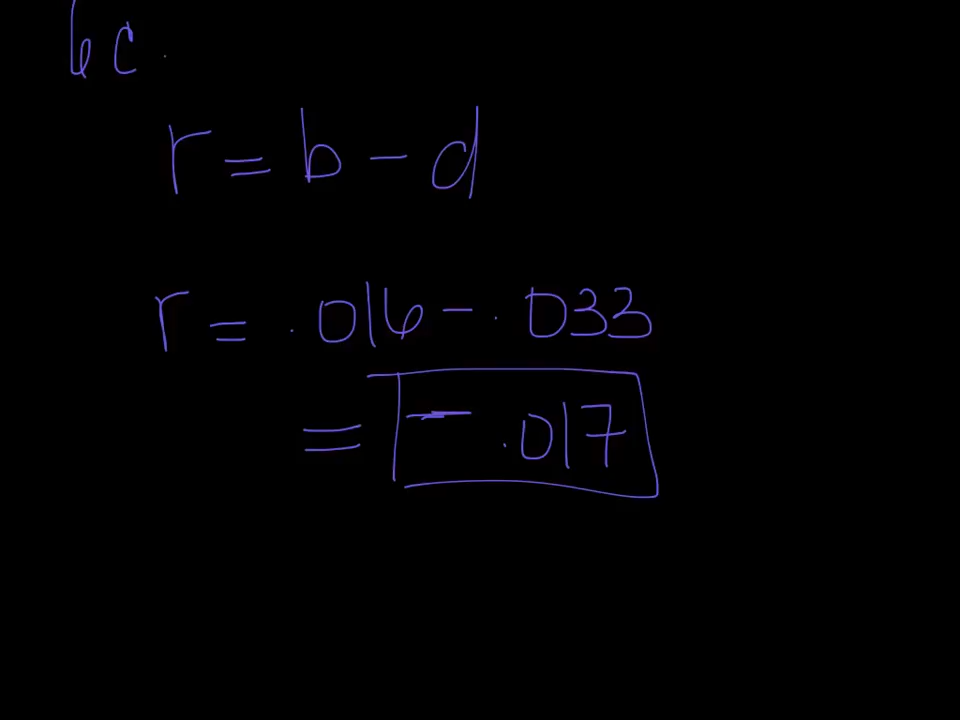 6c.
r = b - d
r = .016 - .033
= - .017